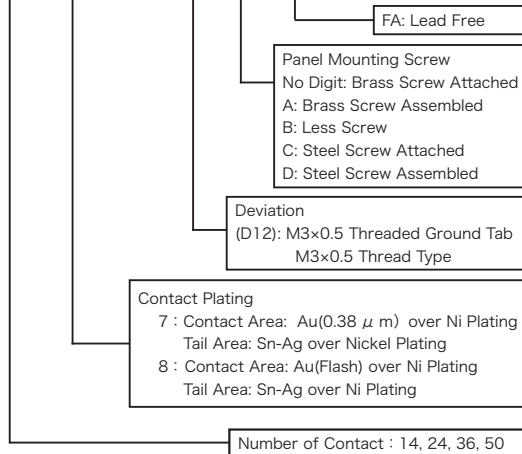 FA: Lead Free
Panel Mounting Screw
No Digit: Brass Screw Attached
A: Brass Screw Assembled
B: Less Screw
C: Steel Screw Attached
D: Steel Screw Assembled
Deviation
(D12): M3×0.5 Threaded Ground Tab
M3×0.5 Thread Type
Contact Plating
7：Contact Area: Au(0.38 μ m）over Ni Plating
Tail Area: Sn-Ag over Nickel Plating
8：Contact Area: Au(Flash) over Ni Plating
Tail Area: Sn-Ag over Ni Plating
Number of Contact：14, 24, 36, 50